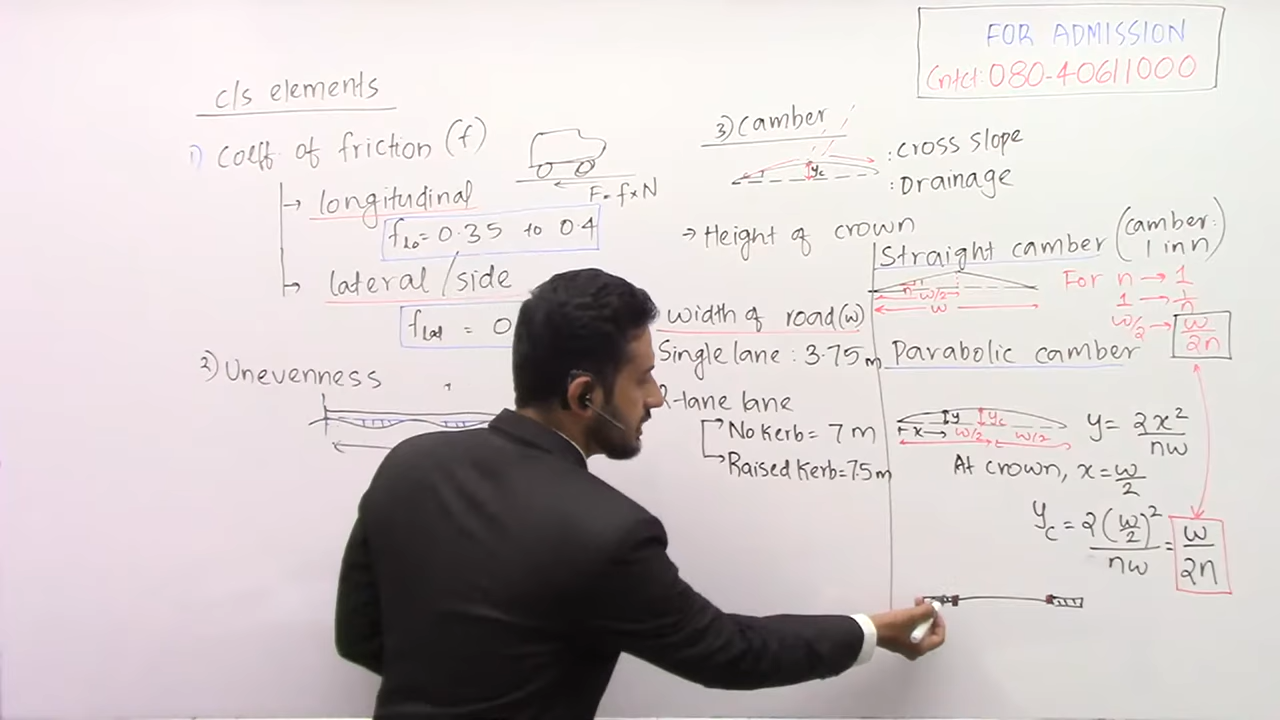 FOR ADMISSION
Cntct: 080-40611000
c/s elements
1) Coeff. of friction (f)
F = f × N
→ longitudinal
f_lo = 0.35 to 0.4
→ lateral / side
f_lat = 0
2) Unevenness
3) Camber
y_c
: Cross slope
: Drainage
→ Height of crown
width of road (w)
Single lane : 3.75 m
2-lane lane
No Kerb = 7 m
Raised Kerb = 7.5 m
Straight camber (camber: 1 in n)
w/2
w
For n → 1
1 → 1/n
w/2 → w/2n
Parabolic camber
y y_c
x w/2 w/2
y = 2x²/nw
At crown, x = w/2
y_c = 2(w/2)²/nw = w/2n